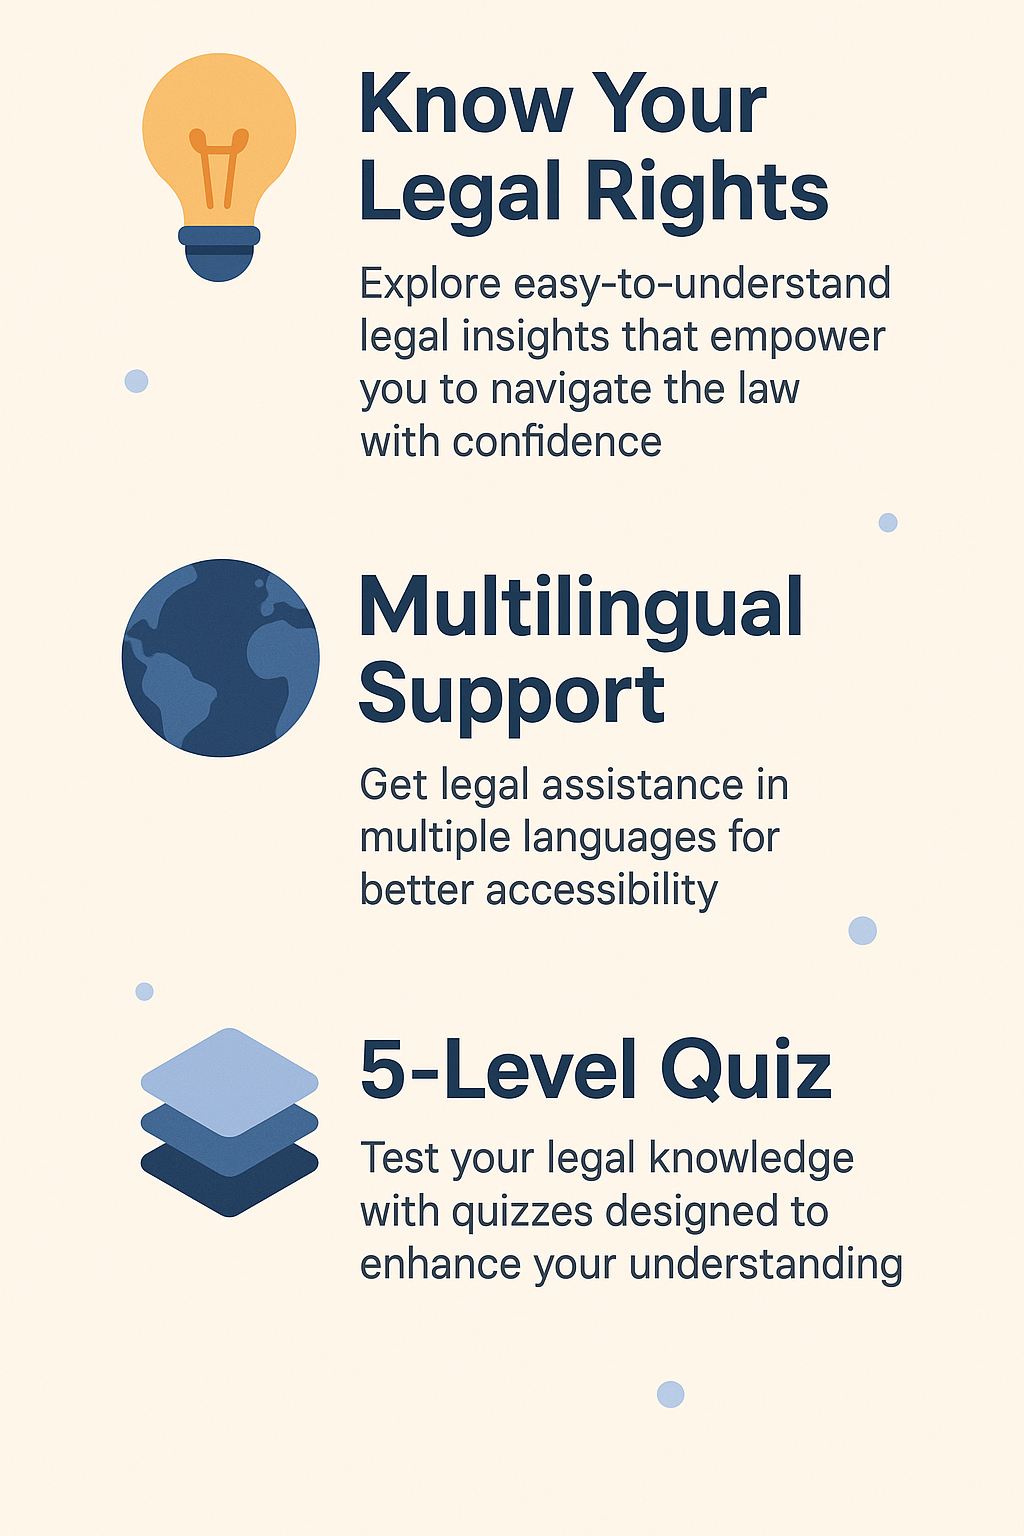 Know Your
Legal Rights
Explore easy-to-understand
legal insights that empower
you to navigate the law
with confidence
Multilingual
Support
Get legal assistance in
multiple languages for
better accessibility
5-Level Quiz
Test your legal knowledge
with quizzes designed to
enhance your understanding